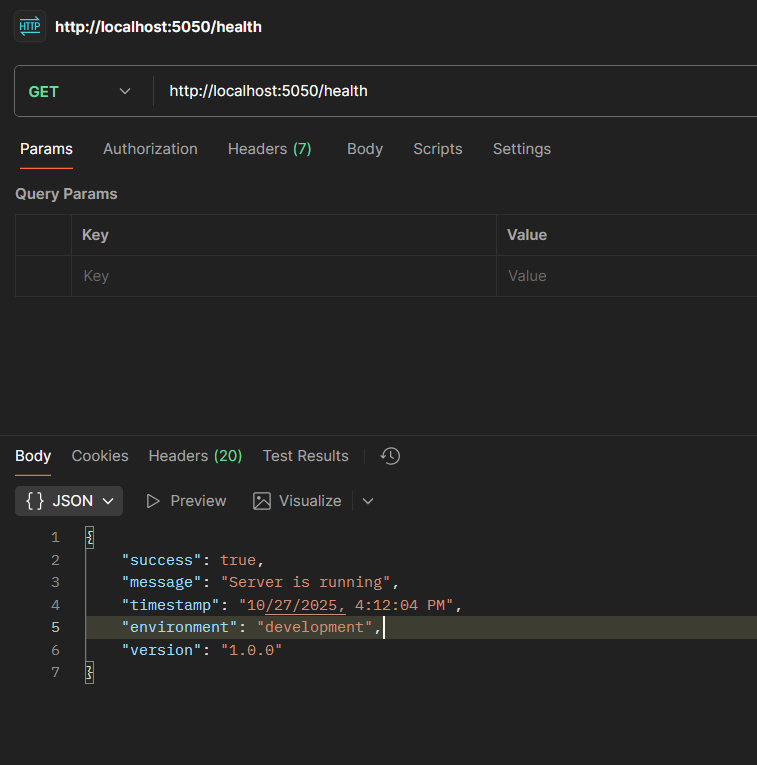 HTTP http://localhost:5050/health
GET http://localhost:5050/health
Params Authorization Headers (7) Body Scripts Settings
Query Params
Key Value
Key Value
Body Cookies Headers (20) Test Results
{} JSON Preview Visualize
1 {
2 "success": true,
3 "message": "Server is running",
4 "timestamp": "10/27/2025, 4:12:04 PM",
5 "environment": "development",
6 "version": "1.0.0"
7 }